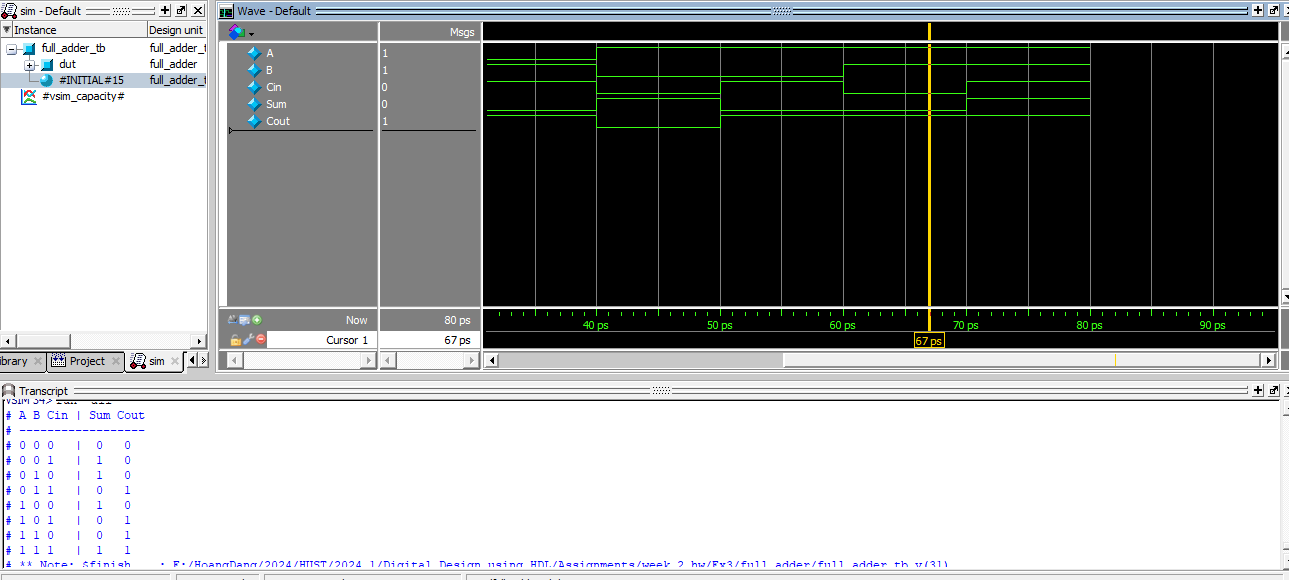 sim - Default
Instance Design unit
full_adder_tb full_adder_t
dut full_adder
#INITIAL#15 full_adder_t
#vsim_capacity#
ibrary Project sim
Wave - Default
Msgs
A 1
B 1
Cin 0
Sum 0
Cout 1
Now 80 ps
Cursor 1 67 ps
40 ps 50 ps 60 ps 70 ps 80 ps 90 ps
67 ps
Transcript
# A B Cin | Sum Cout
# ------------------
# 0 0 0 | 0 0
# 0 0 1 | 1 0
# 0 1 0 | 1 0
# 0 1 1 | 0 1
# 1 0 0 | 1 0
# 1 0 1 | 0 1
# 1 1 0 | 0 1
# 1 1 1 | 1 1
# ** Note: $finish : E:/HoangDang/2024/HUST/2024.1/Digital Design using HDL/Assignments/week 2 hw/Ex3/full_adder/full_adder_tb.v(31)